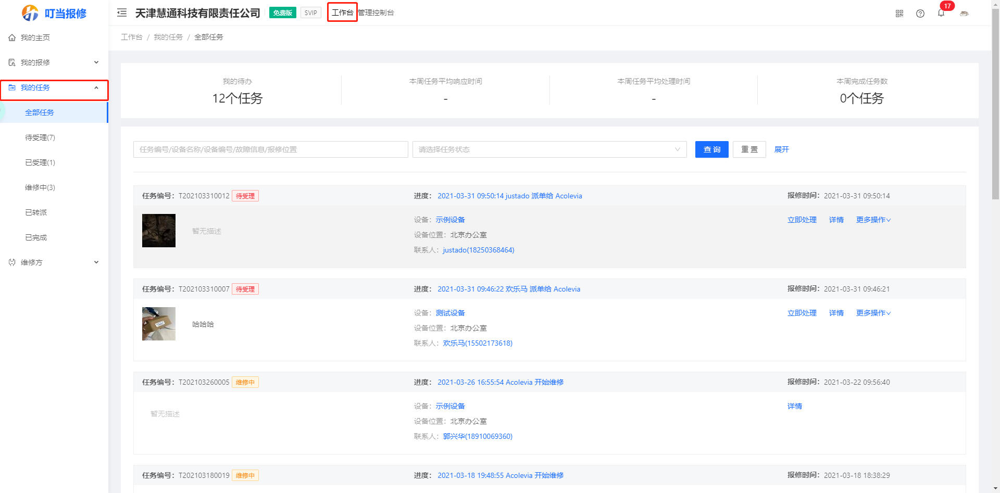 叮当报修
天津慧通科技有限责任公司 免费版 SVIP 工作台 管理控制台
17
我的主页
我的报修
我的任务
全部任务
待受理(7)
已受理(1)
维修中(3)
已转派
已完成
维修方
工作台 / 我的任务 / 全部任务
我的待办 本周任务平均响应时间 本周任务平均处理时间 本周完成任务数
12个任务 - - 0个任务
任务编号/设备名称/设备编号/故障信息/报修位置 请选择任务状态 查 询 重 置 展开
任务编号：T202103310012 待受理 进度： 2021-03-31 09:50:14 justado 派单给 Acolevia 报修时间：2021-03-31 09:50:14
暂无描述
设备：示例设备
设备位置：北京办公室
联系人：justado(18250368464)
立即处理 详情 更多操作
任务编号：T202103310007 待受理 进度： 2021-03-31 09:46:22 欢乐马 派单给 Acolevia 报修时间：2021-03-31 09:46:21
哈哈哈
设备：测试设备
设备位置：北京办公室
联系人：欢乐马(15502173618)
立即处理 详情 更多操作
任务编号：T202103260005 维修中 进度： 2021-03-26 16:55:54 Acolevia 开始维修 报修时间：2021-03-22 09:56:40
暂无描述
设备：示例设备
设备位置：北京办公室
联系人：郭兴华(18910069360)
详情
任务编号：T202103180019 维修中 进度： 2021-03-18 19:48:55 Acolevia 开始维修 报修时间：2021-03-18 18:38:29